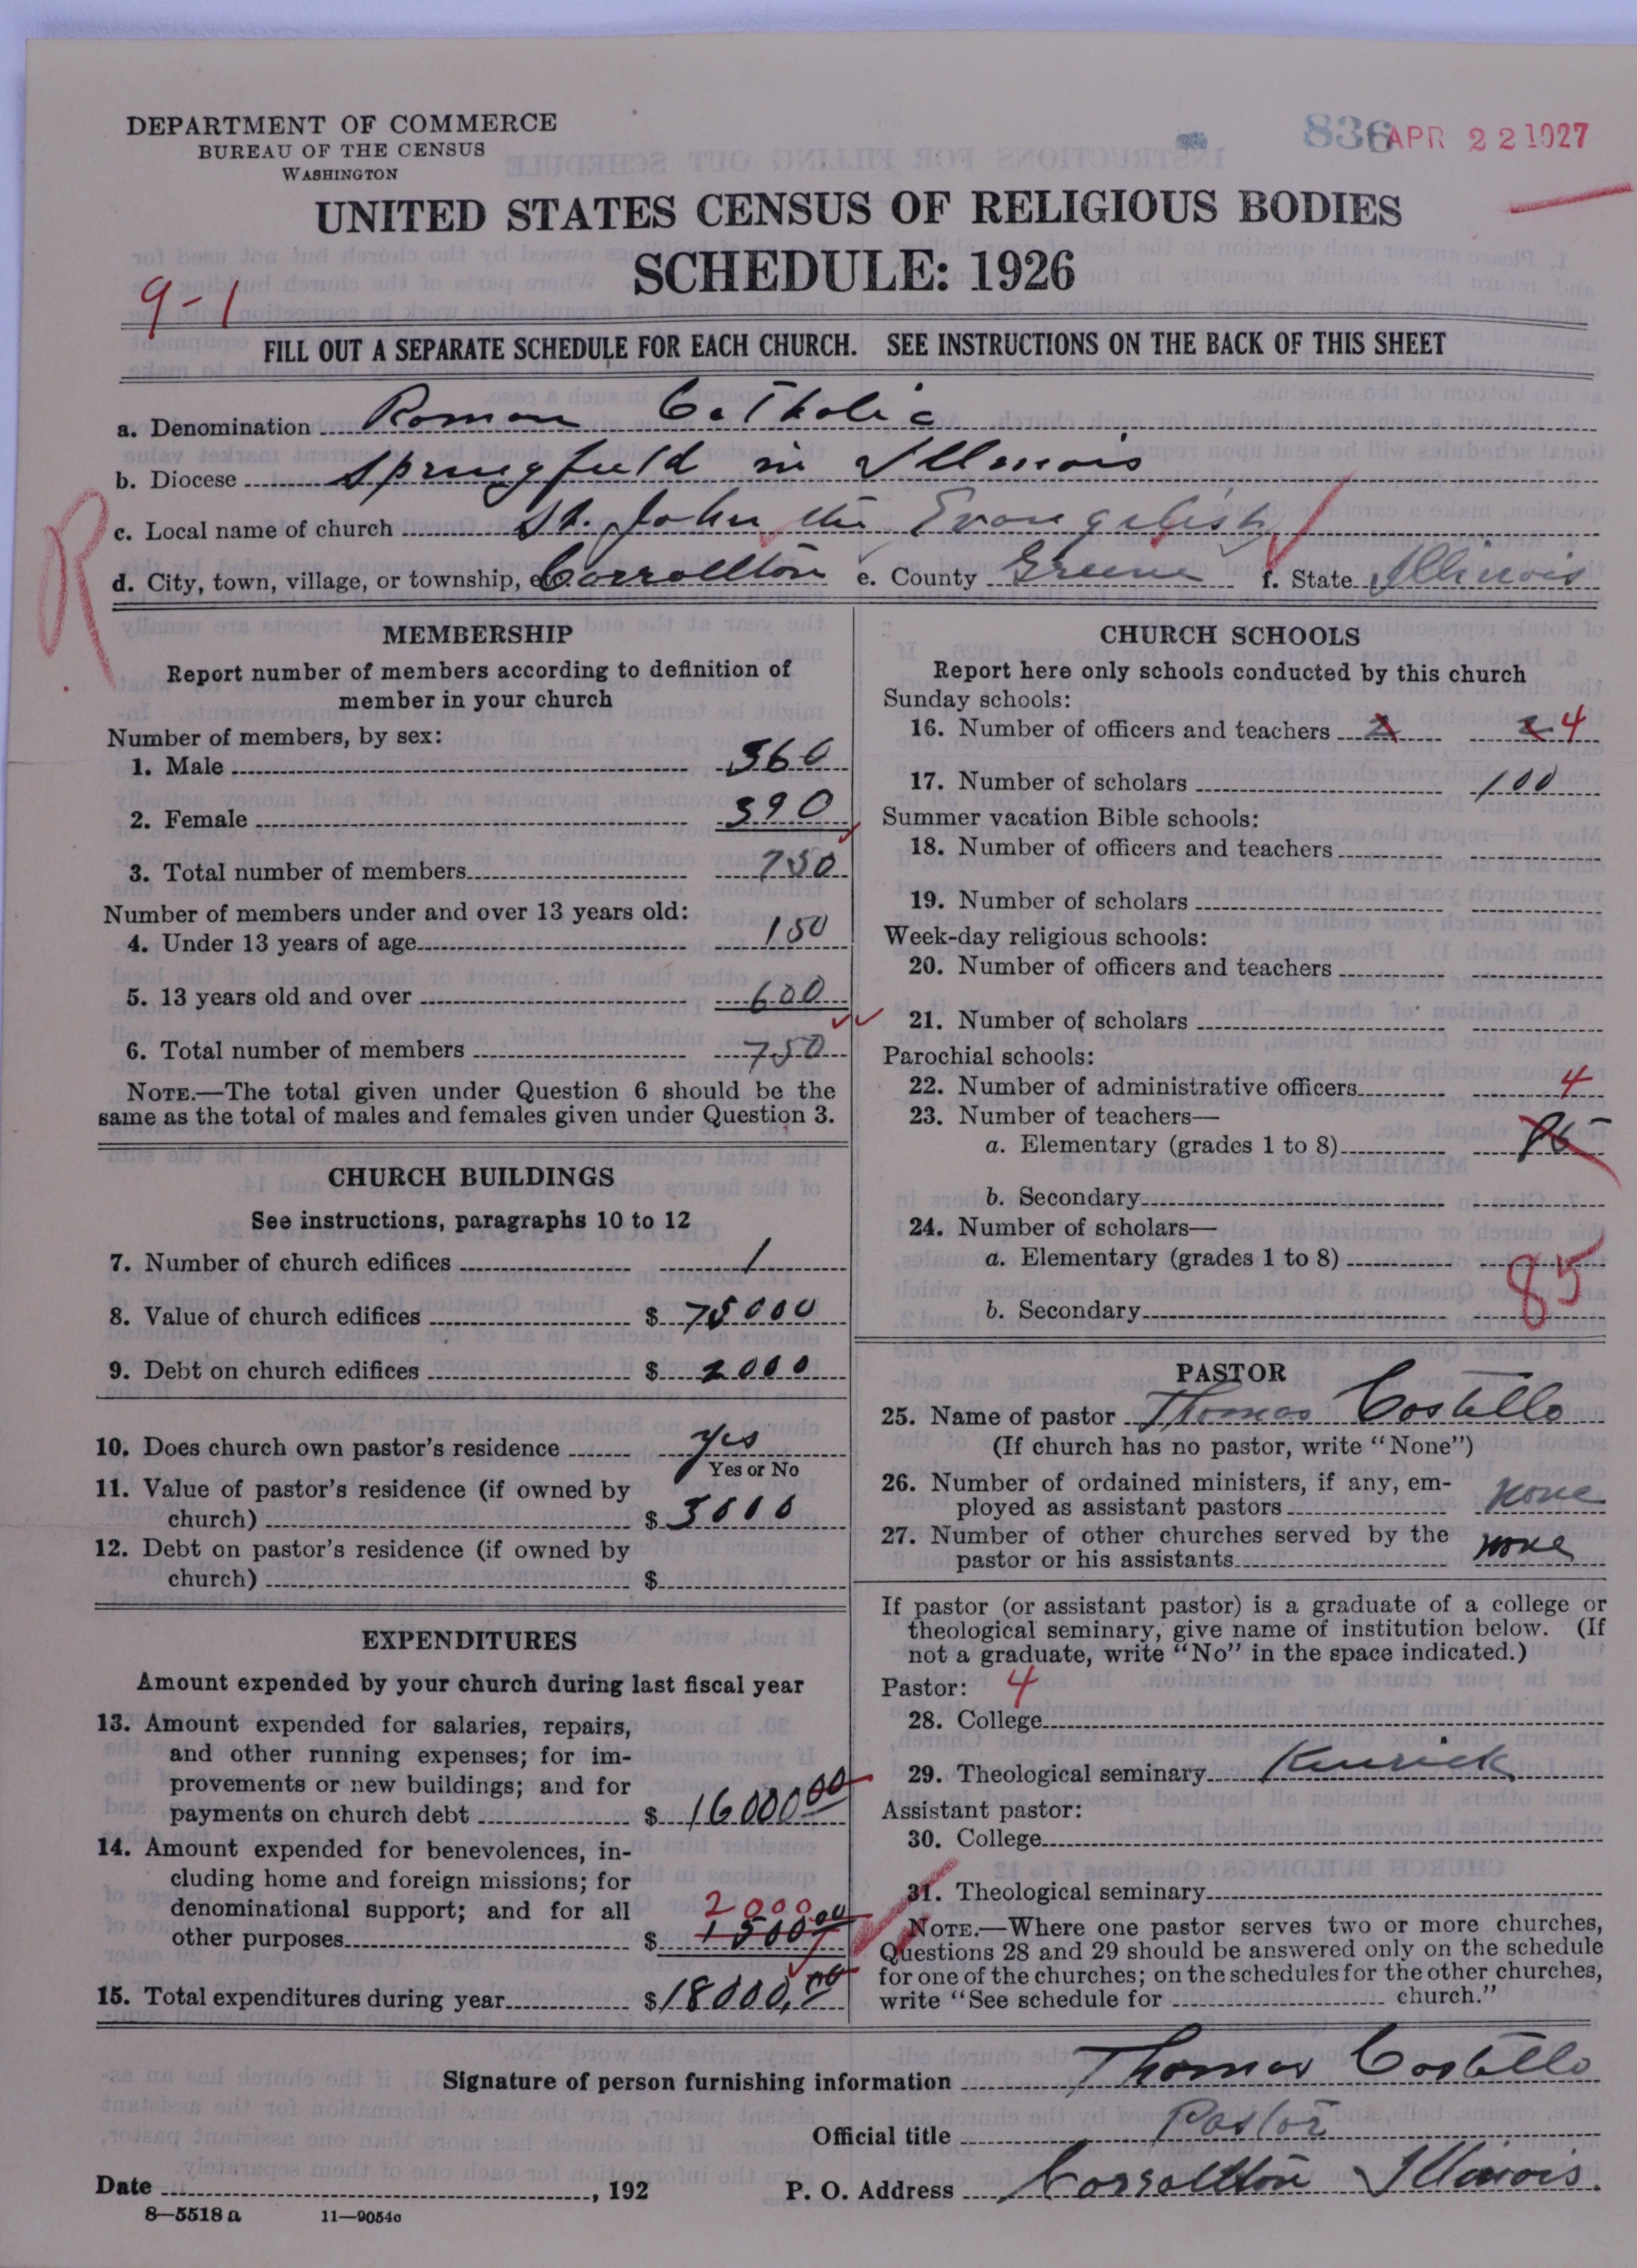 DEPARTMENT OF COMMERCE
BUREAU OF THE CENSUS
WASHINGTON
836 APR 22 1927
UNITED STATES CENSUS OF RELIGIOUS BODIES
SCHEDULE: 1926
9-1
FILL OUT A SEPARATE SCHEDULE FOR EACH CHURCH. SEE INSTRUCTIONS ON THE BACK OF THIS SHEET
a. Denomination Roman Catholic
b. Diocese Springfield in Illinois
R
c. Local name of church St. John the Evangelist
d. City, town, village, or township, etc. Carrollton e. County Greene f. State Illinois
MEMBERSHIP
Report number of members according to definition of
member in your church
Number of members, by sex:
1. Male 360
2. Female 390
3. Total number of members 750
Number of members under and over 13 years old:
4. Under 13 years of age 150
5. 13 years old and over 600
6. Total number of members 750
NOTE.—The total given under Question 6 should be the
same as the total of males and females given under Question 3.
CHURCH BUILDINGS
See instructions, paragraphs 10 to 12
7. Number of church edifices 1
8. Value of church edifices $ 75000
9. Debt on church edifices $ 2000
10. Does church own pastor's residence yes
Yes or No
11. Value of pastor's residence (if owned by
church) $ 5000
12. Debt on pastor's residence (if owned by
church) $
EXPENDITURES
Amount expended by your church during last fiscal year
13. Amount expended for salaries, repairs,
and other running expenses; for im-
provements or new buildings; and for
payments on church debt $ 16000 00
14. Amount expended for benevolences, in-
cluding home and foreign missions; for
denominational support; and for all 2000
other purposes $ 1500 00
15. Total expenditures during year $ 18000,00
CHURCH SCHOOLS
Report here only schools conducted by this church
Sunday schools:
16. Number of officers and teachers 2 2 4
17. Number of scholars 100
Summer vacation Bible schools:
18. Number of officers and teachers
19. Number of scholars
Week-day religious schools:
20. Number of officers and teachers
21. Number of scholars
Parochial schools:
22. Number of administrative officers 4
23. Number of teachers—
a. Elementary (grades 1 to 8) 85
b. Secondary
24. Number of scholars—
a. Elementary (grades 1 to 8) 85
b. Secondary
PASTOR
25. Name of pastor Thomas Costello
(If church has no pastor, write "None")
26. Number of ordained ministers, if any, em-
ployed as assistant pastors none
27. Number of other churches served by the
pastor or his assistants none
If pastor (or assistant pastor) is a graduate of a college or
theological seminary, give name of institution below. (If
not a graduate, write "No" in the space indicated.)
Pastor: 4
28. College
29. Theological seminary Kenrick
Assistant pastor:
30. College
31. Theological seminary
NOTE.—Where one pastor serves two or more churches,
Questions 28 and 29 should be answered only on the schedule
for one of the churches; on the schedules for the other churches,
write "See schedule for church."
Signature of person furnishing information Thomas Costello
Official title Pastor
Date , 192 P. O. Address Carrollton Illinois.
8—5518 a 11—9054c